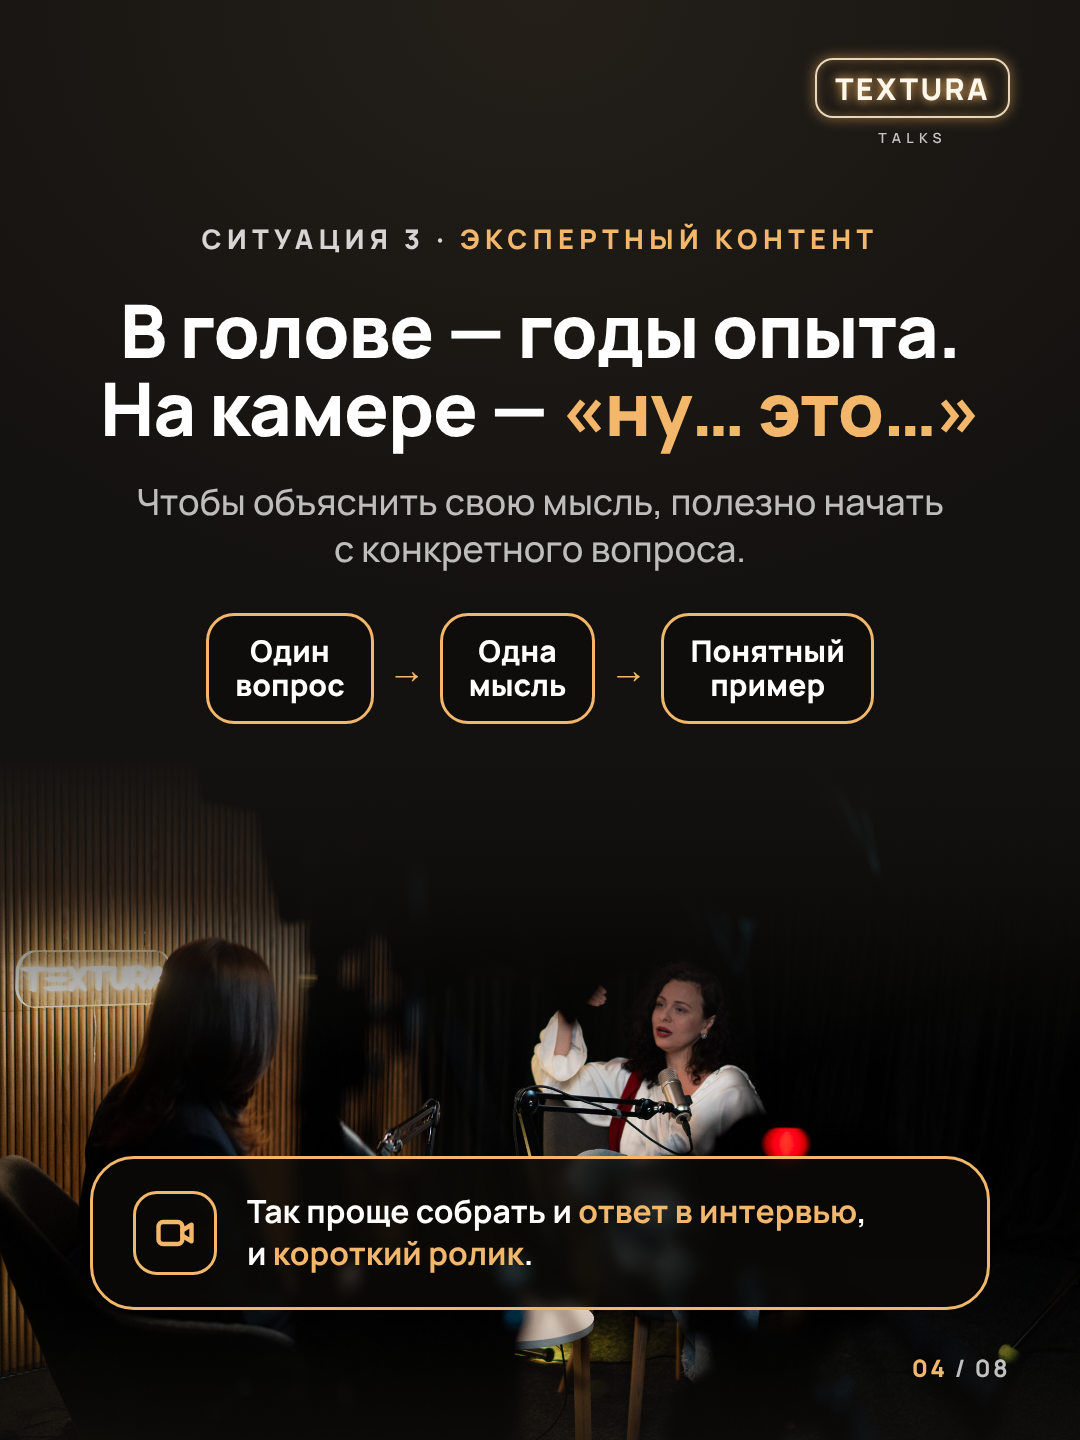 TEXTURA
TALKS
СИТУАЦИЯ 3 · ЭКСПЕРТНЫЙ КОНТЕНТ
В голове — годы опыта.
На камере — «ну... это...»
Чтобы объяснить свою мысль, полезно начать
с конкретного вопроса.
Один
вопрос
→
Одна
мысль
→
Понятный
пример
TEXTURA
Так проще собрать и ответ в интервью,
и короткий ролик.
04 / 08